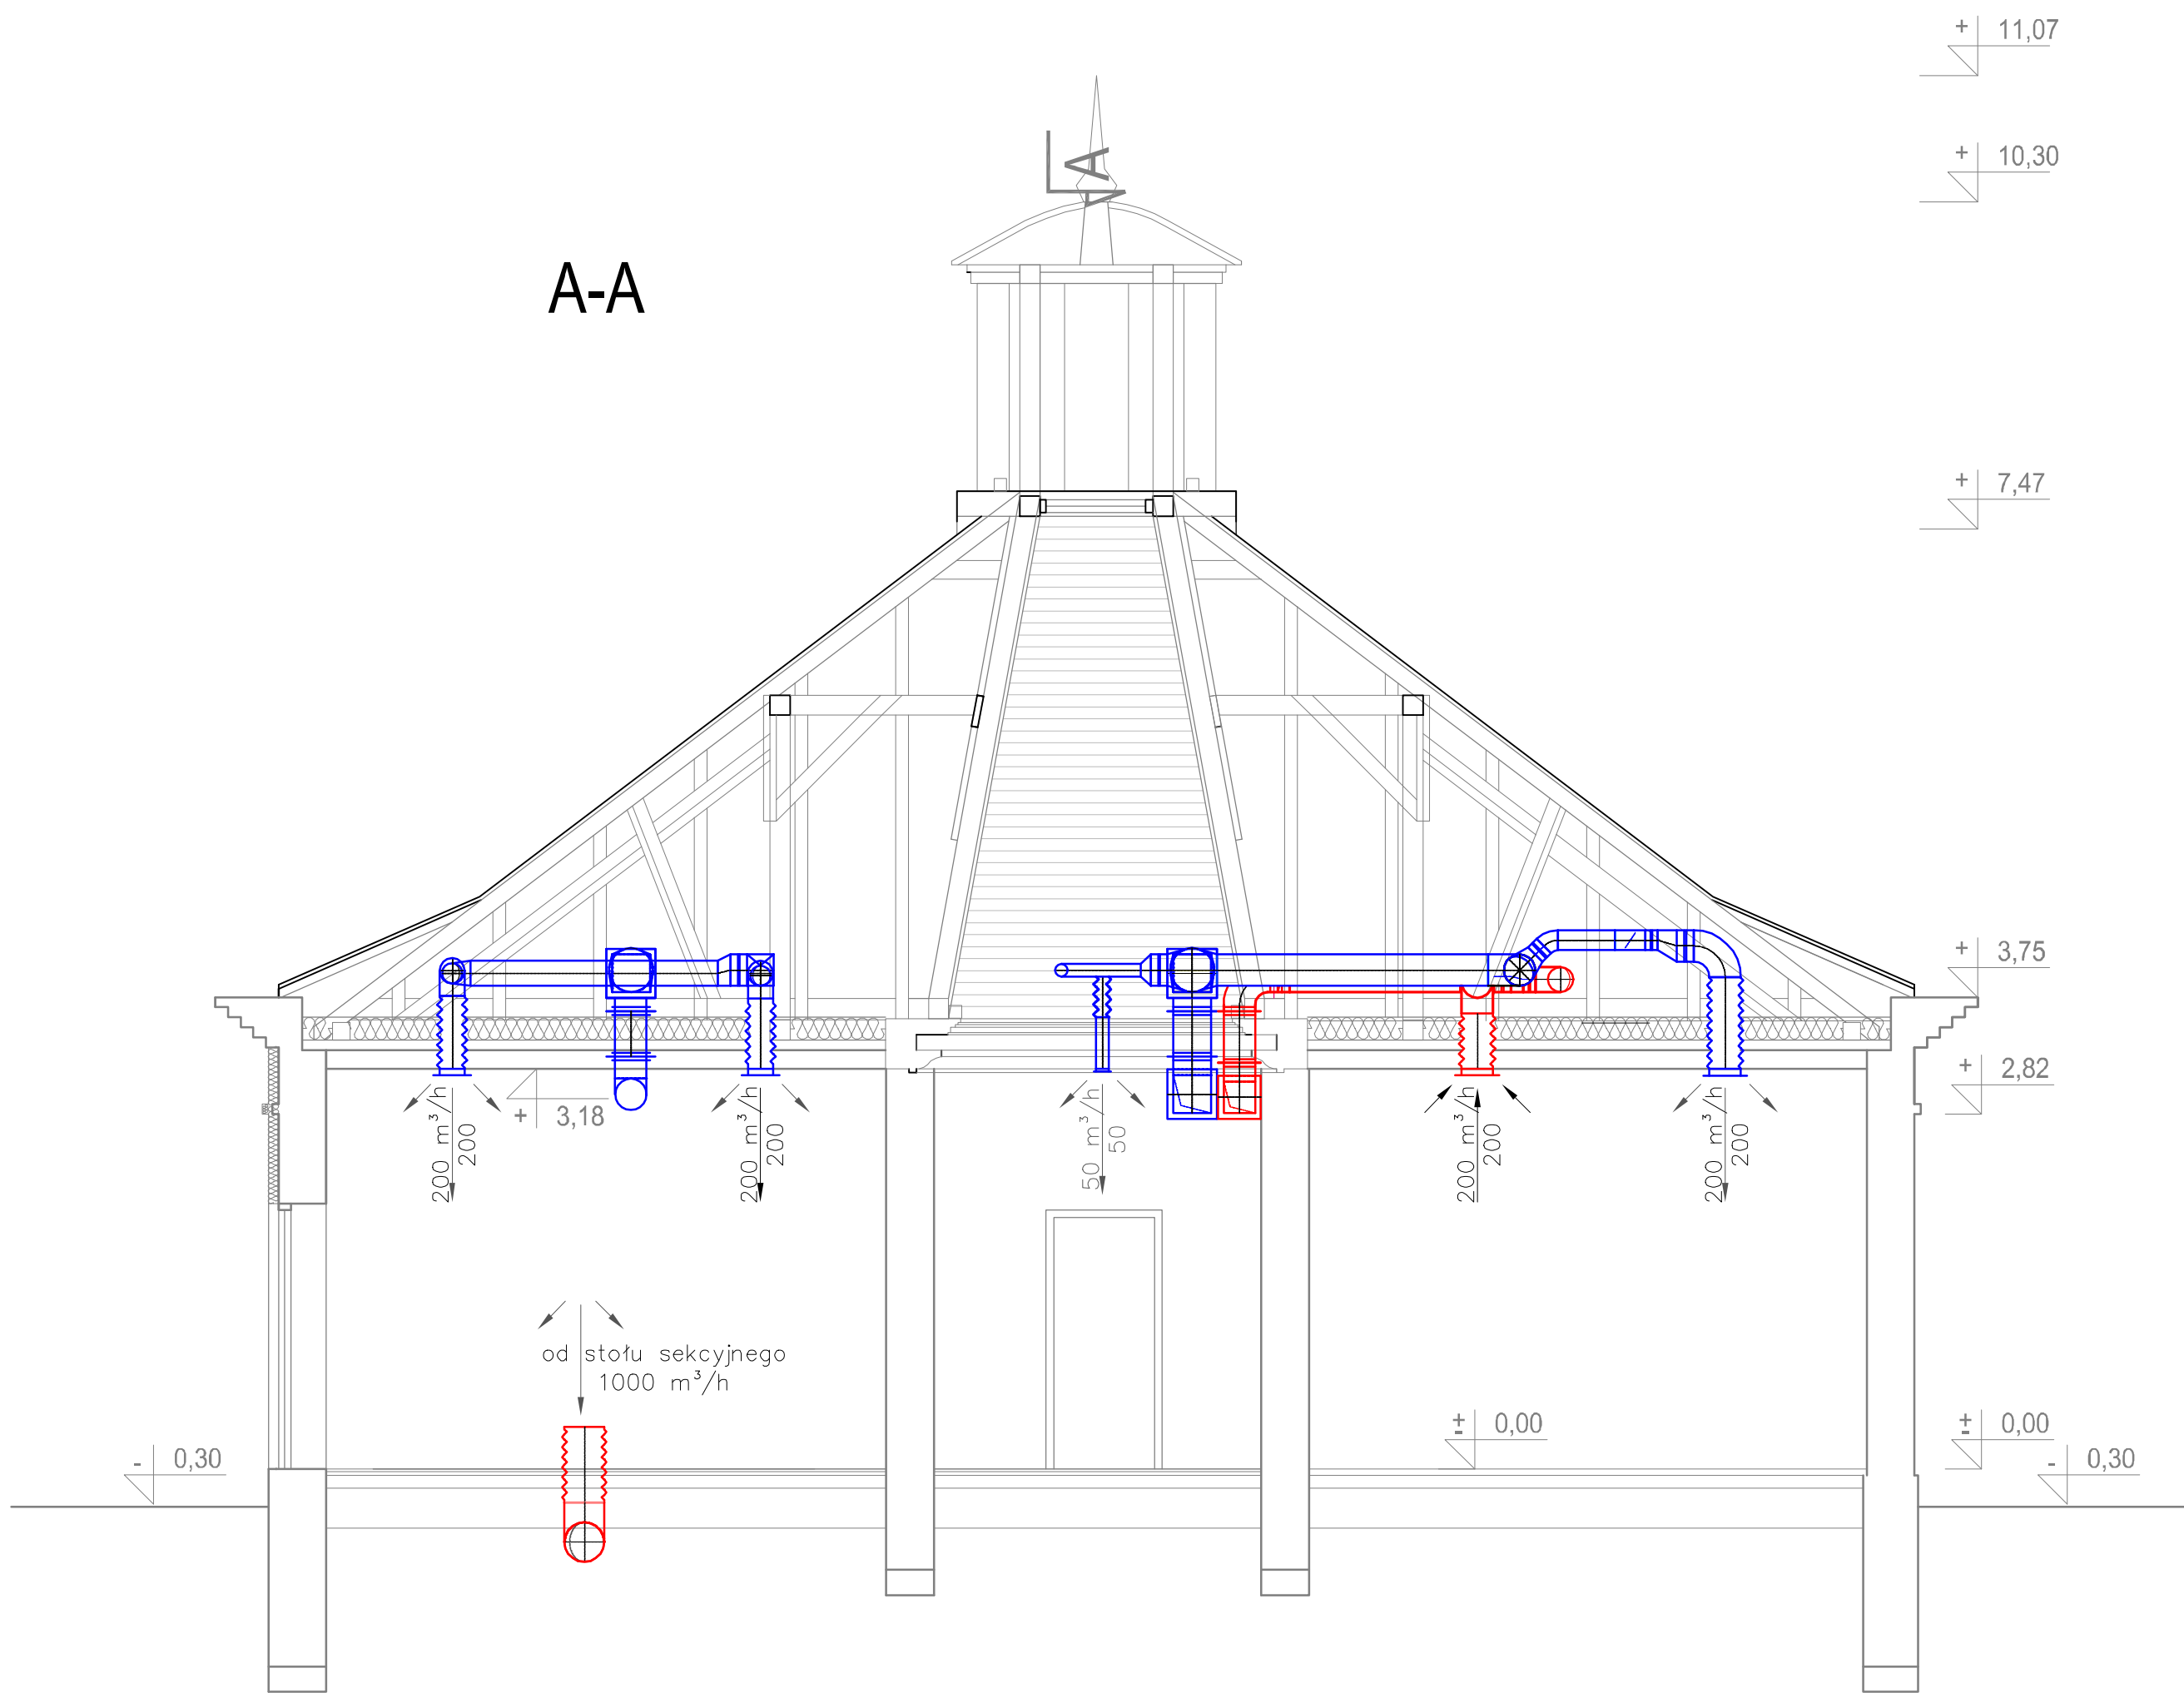 + 11,07
A
+ 10,30
A-A
+ 7,47
+ 3,75
+ 2,82
+ 3,18
200 m³/h
200
200 m³/h
200
50 m³/h
50
200 m³/h
200
200 m³/h
200
od stołu sekcyjnego
1000 m³/h
± 0,00
± 0,00
- 0,30
- 0,30